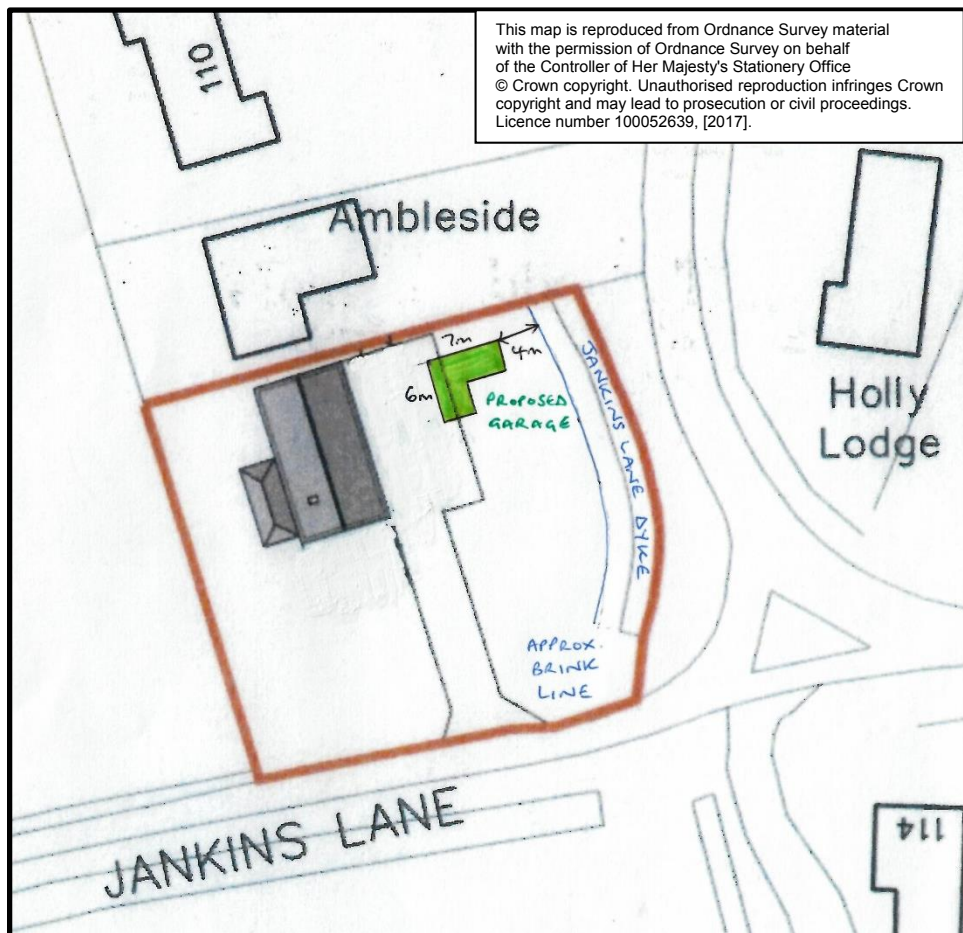 This map is reproduced from Ordnance Survey material
with the permission of Ordnance Survey on behalf
of the Controller of Her Majesty's Stationery Office
© Crown copyright. Unauthorised reproduction infringes Crown
copyright and may lead to prosecution or civil proceedings.
Licence number 100052639, [2017].
110
Ambleside
7m
4m
6m
PROPOSED
GARAGE
JANKINS LANE DYKE
Holly
Lodge
APPROX.
BRINK
LINE
JANKINS LANE
114